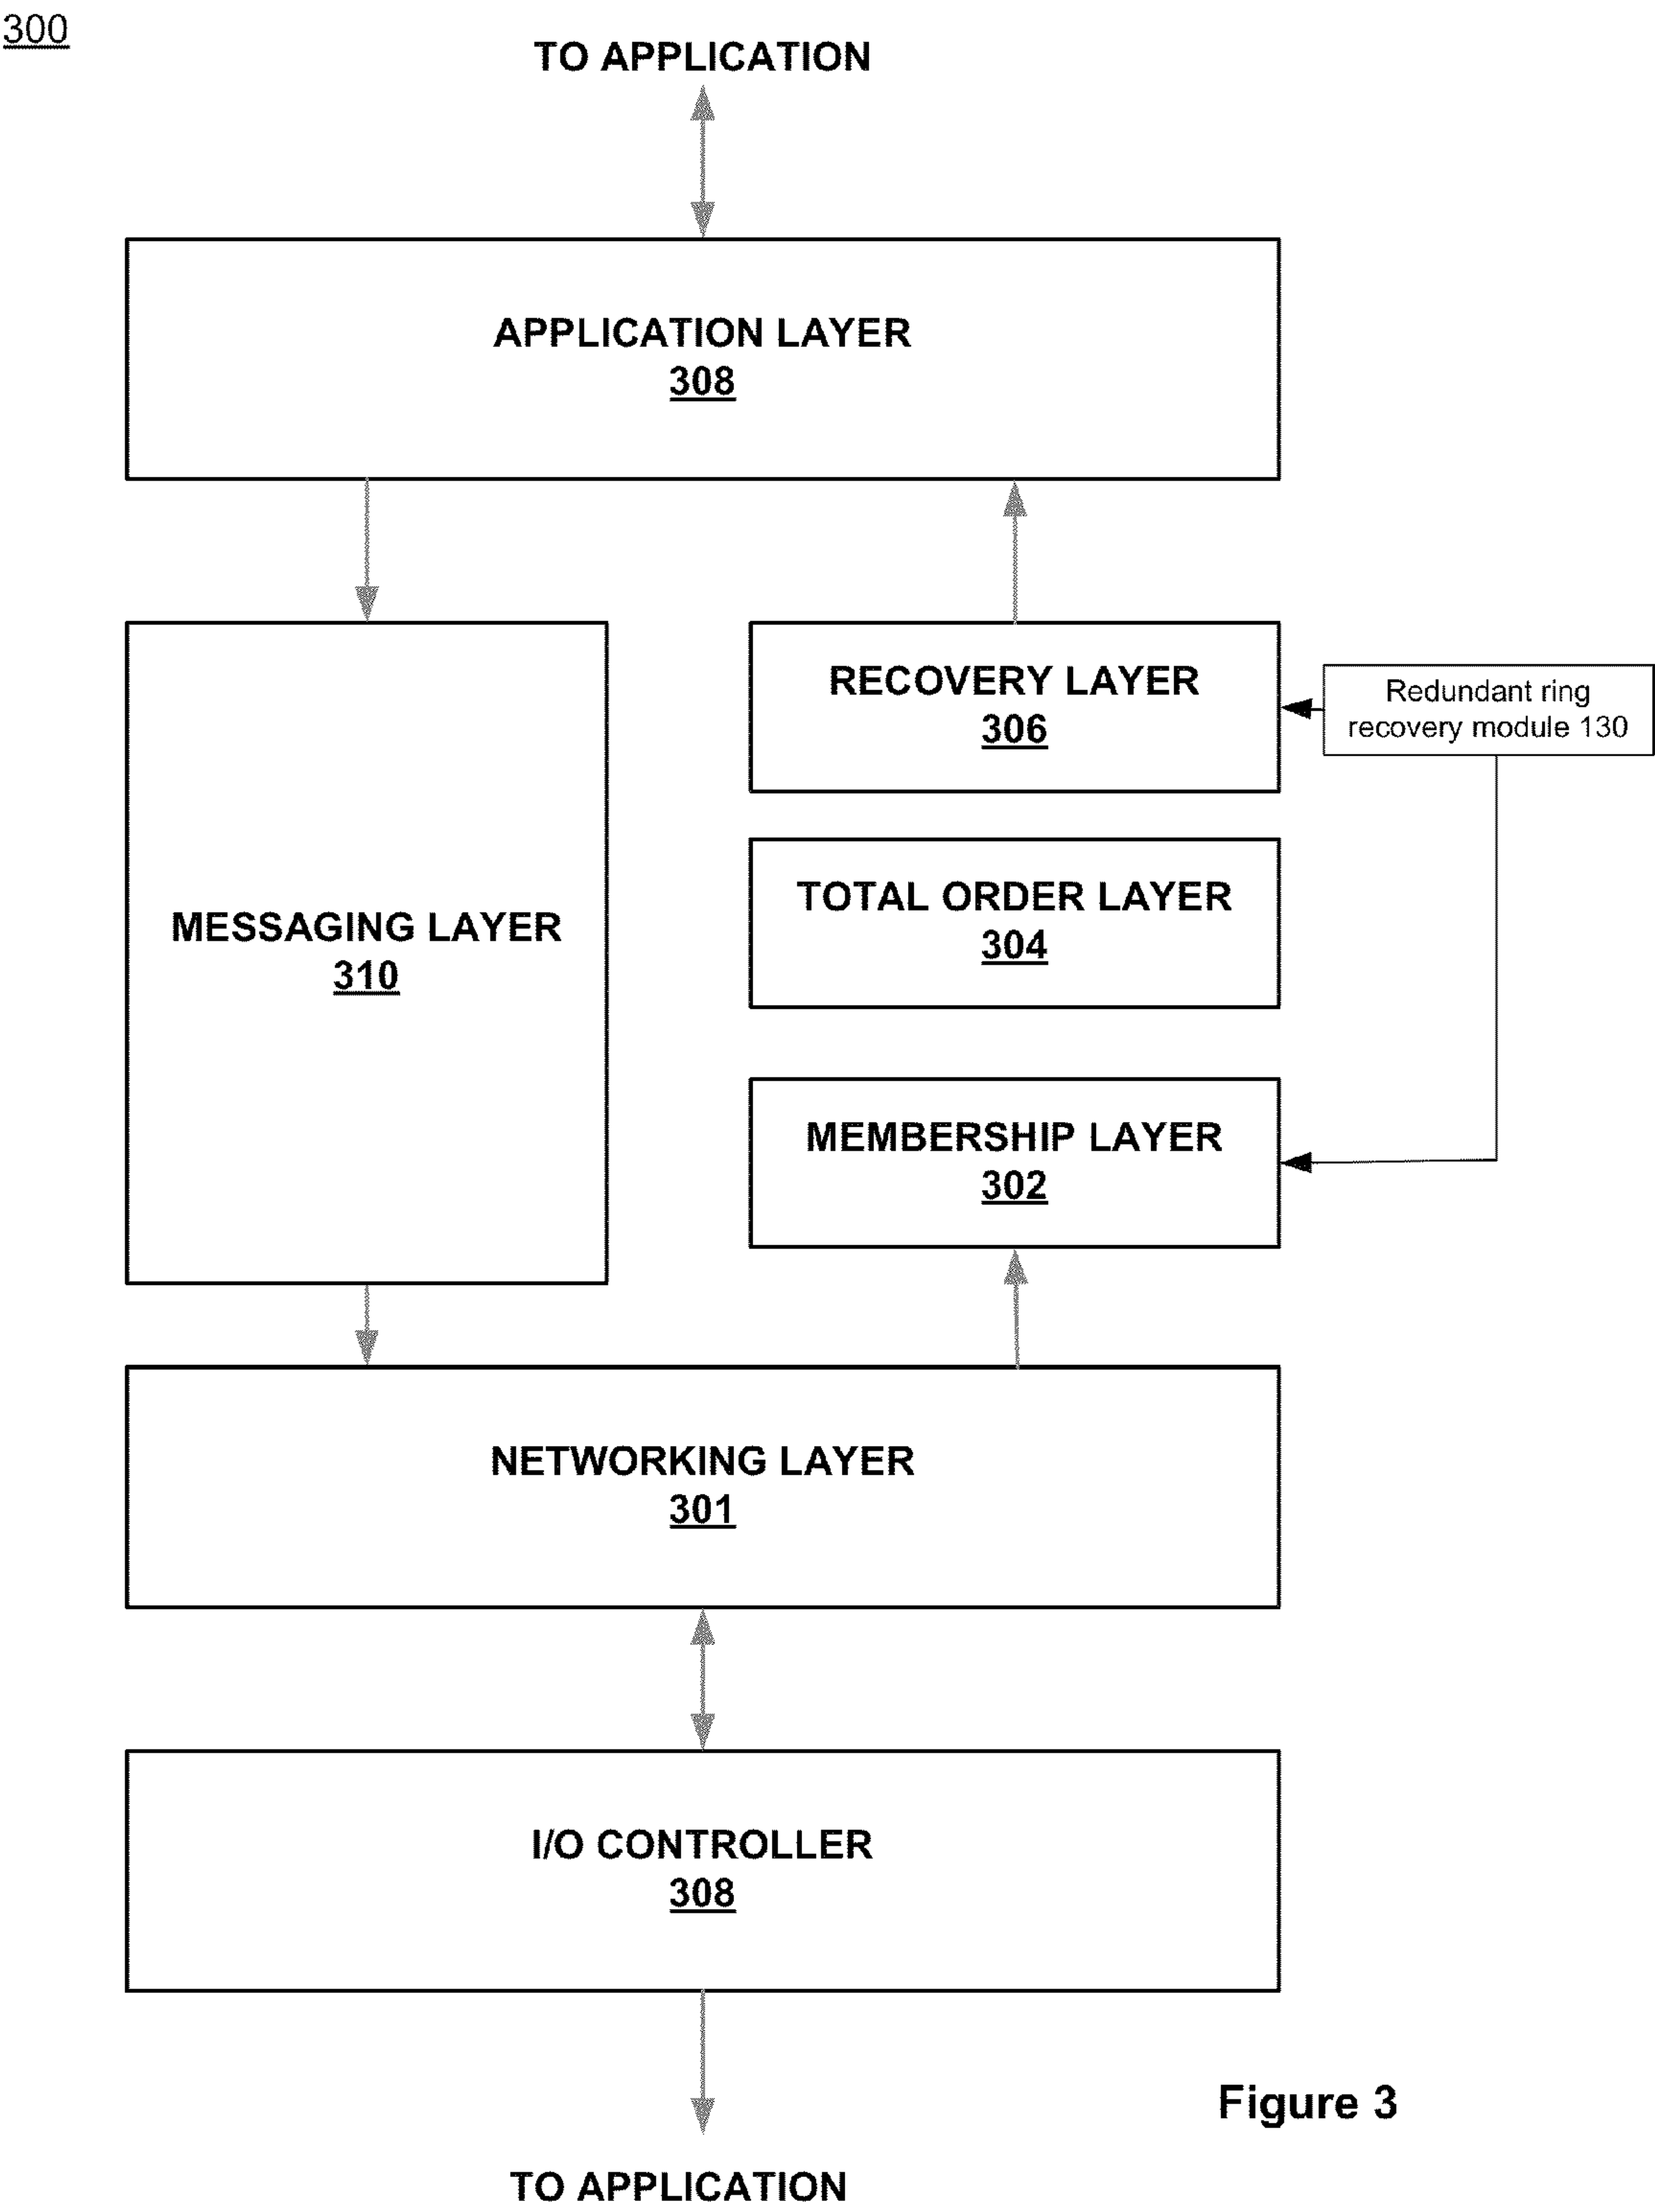 300
TO APPLICATION
APPLICATION LAYER
308
RECOVERY LAYER
306
Redundant ring
recovery module 130
TOTAL ORDER LAYER
304
MESSAGING LAYER
310
MEMBERSHIP LAYER
302
NETWORKING LAYER
301
I/O CONTROLLER
308
Figure 3
TO APPLICATION